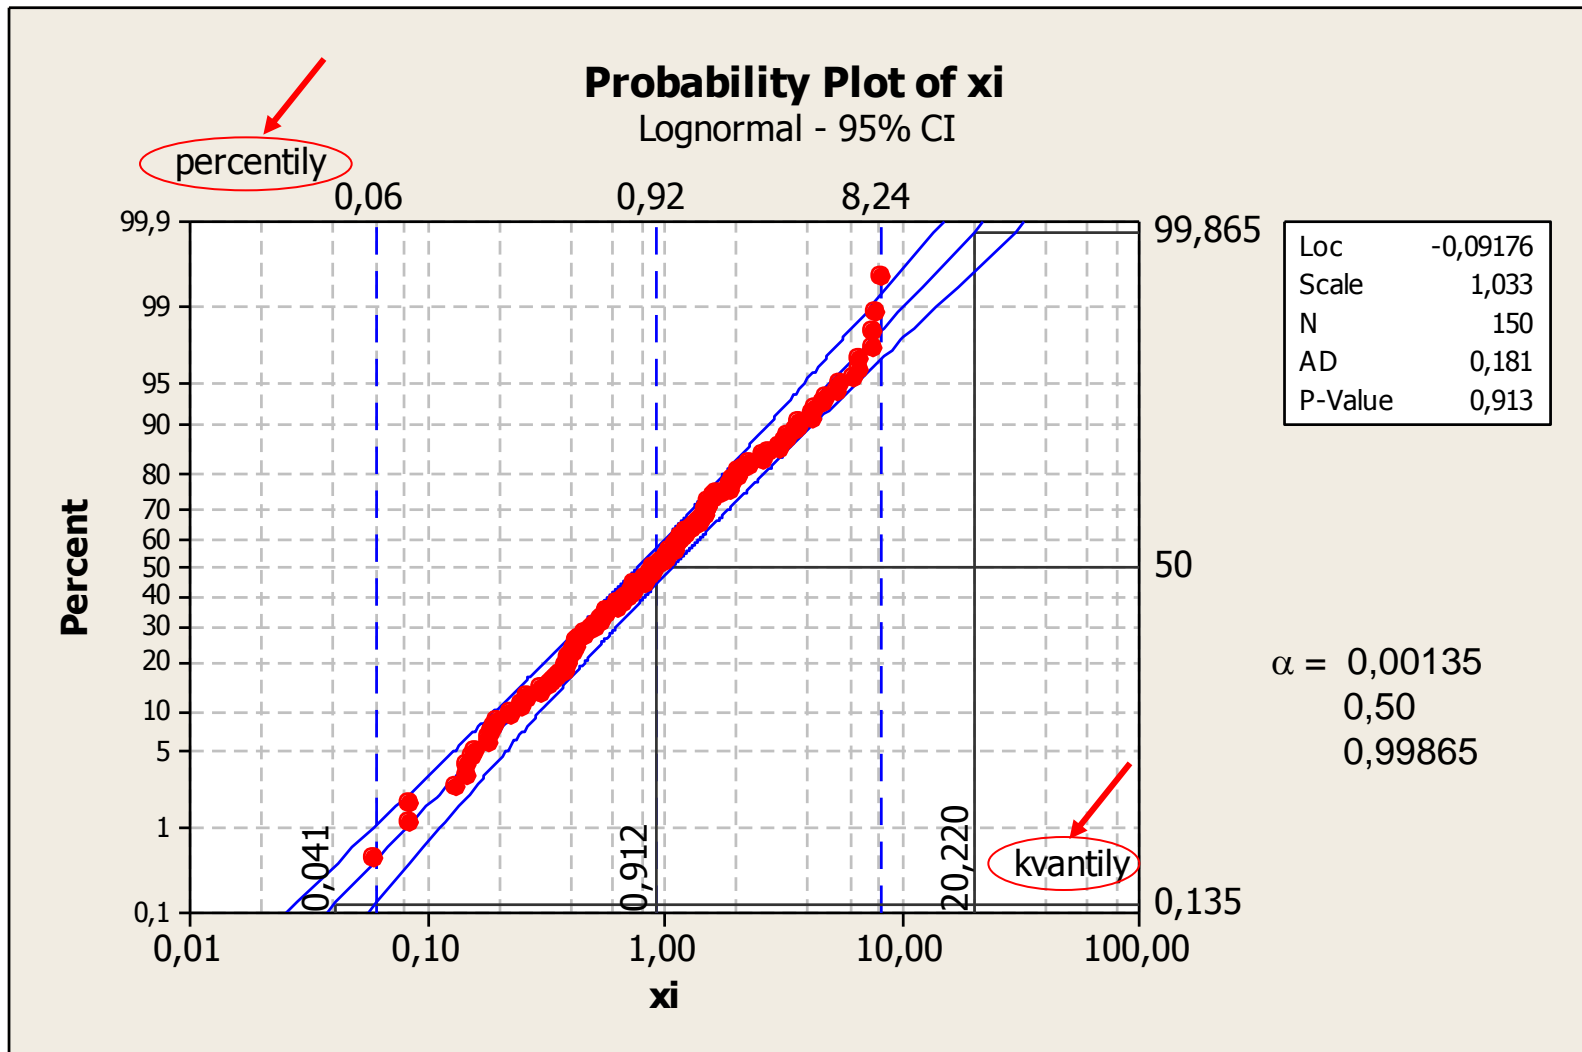 Probability Plot of xi
Lognormal - 95% CI
percentily
0,06
0,92
8,24
99,9
99
95
90
80
70
60
50
40
30
20
10
5
1
0,1
Percent
99,865
50
0,135
Loc -0,09176
Scale 1,033
N 150
AD 0,181
P-Value 0,913
α = 0,00135
0,50
0,99865
0,041
0,912
20,220
kvantily
0,01
0,10
1,00
10,00
100,00
xi